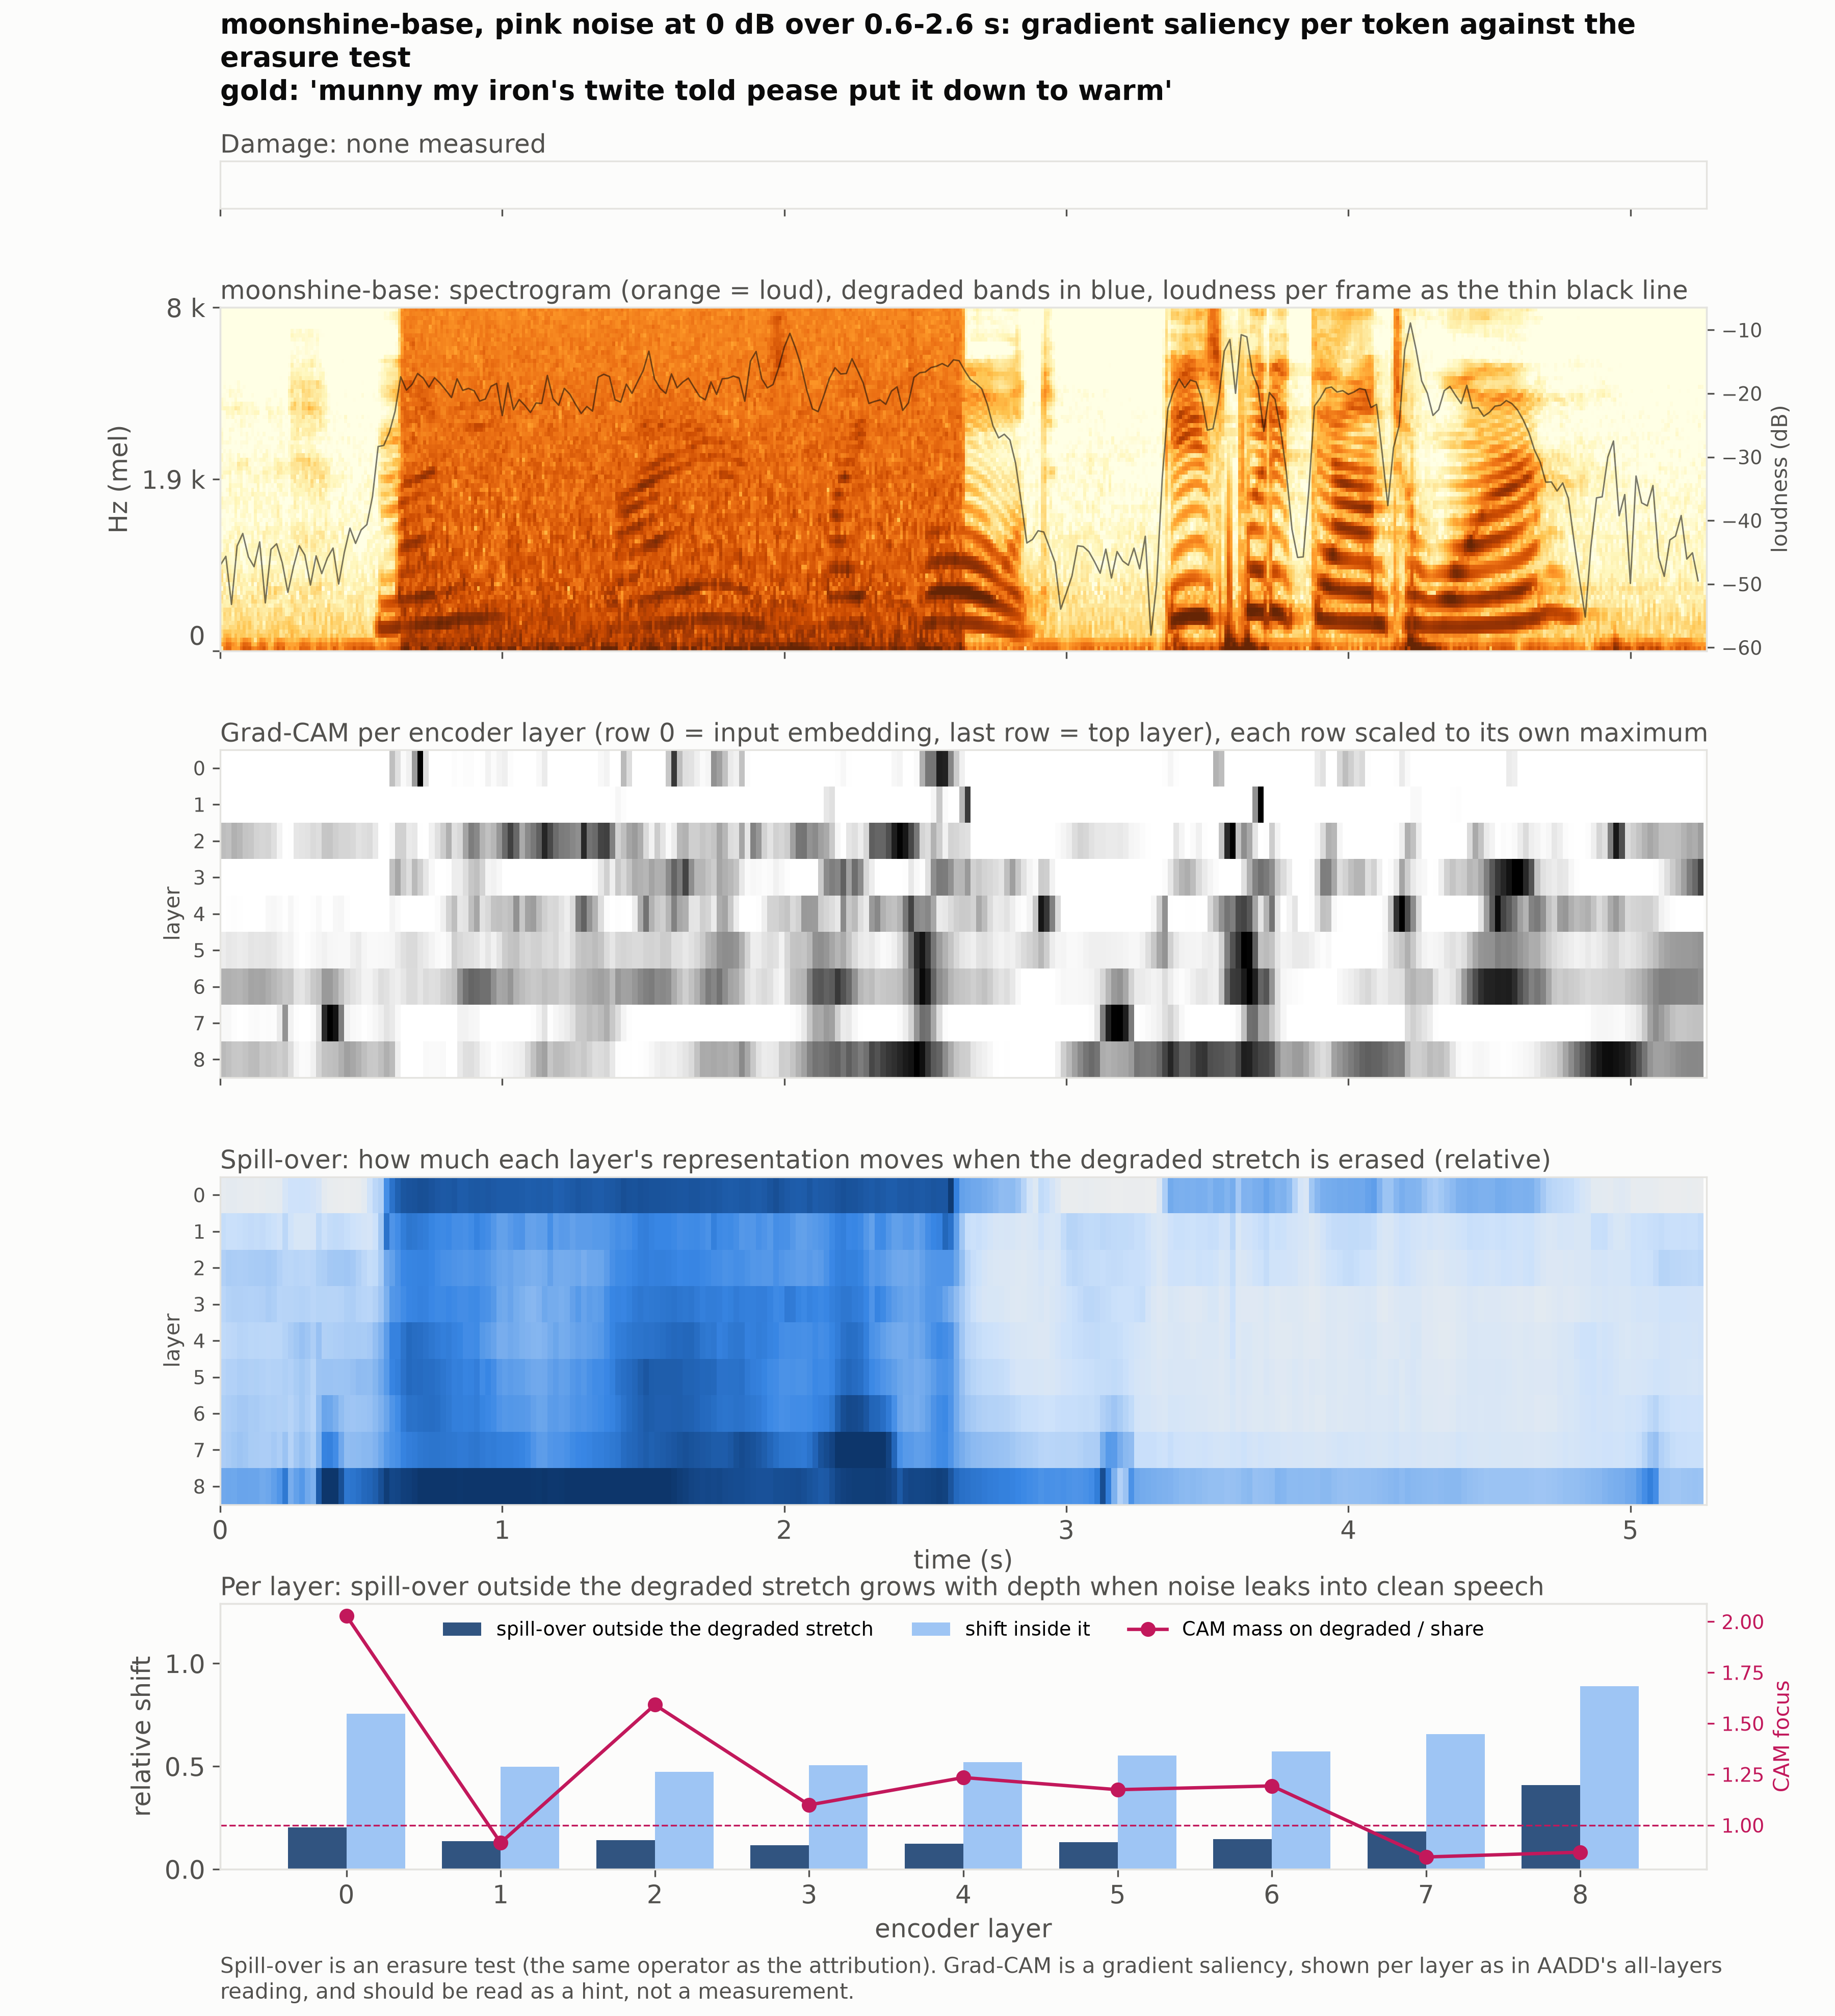 moonshine-base, pink noise at 0 dB over 0.6-2.6 s: gradient saliency per token against the
erasure test
gold: 'munny my iron's twite told pease put it down to warm'
Damage: none measured
moonshine-base: spectrogram (orange = loud), degraded bands in blue, loudness per frame as the thin black line
8 k
1.9 k
0
Hz (mel)
−10
−20
−30
−40
−50
−60
loudness (dB)
Grad-CAM per encoder layer (row 0 = input embedding, last row = top layer), each row scaled to its own maximum
0
1
2
3
4
5
6
7
8
layer
Spill-over: how much each layer's representation moves when the degraded stretch is erased (relative)
0
1
2
3
4
5
6
7
8
layer
0 1 2 3 4 5
time (s)
Per layer: spill-over outside the degraded stretch grows with depth when noise leaks into clean speech
spill-over outside the degraded stretch shift inside it CAM mass on degraded / share
1.0
0.5
0.0
relative shift
2.00
1.75
1.50
1.25
1.00
CAM focus
0 1 2 3 4 5 6 7 8
encoder layer
Spill-over is an erasure test (the same operator as the attribution). Grad-CAM is a gradient saliency, shown per layer as in AADD's all-layers
reading, and should be read as a hint, not a measurement.